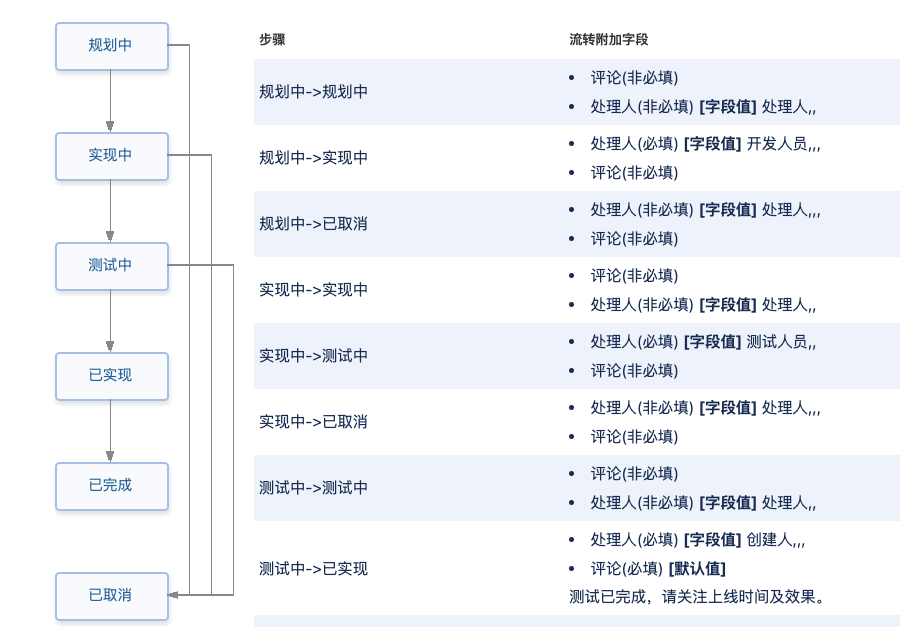 规划中
实现中
测试中
已实现
已完成
已取消
步骤 流转附加字段
规划中->规划中
评论(非必填)
处理人(非必填) [字段值] 处理人,,
规划中->实现中
处理人(必填) [字段值] 开发人员,,,
评论(非必填)
规划中->已取消
处理人(非必填) [字段值] 处理人,,,
评论(非必填)
实现中->实现中
评论(非必填)
处理人(非必填) [字段值] 处理人,,
实现中->测试中
处理人(必填) [字段值] 测试人员,,
评论(非必填)
实现中->已取消
处理人(非必填) [字段值] 处理人,,,
评论(非必填)
测试中->测试中
评论(非必填)
处理人(非必填) [字段值] 处理人,,
测试中->已实现
处理人(必填) [字段值] 创建人,,,
评论(必填) [默认值]
测试已完成，请关注上线时间及效果。